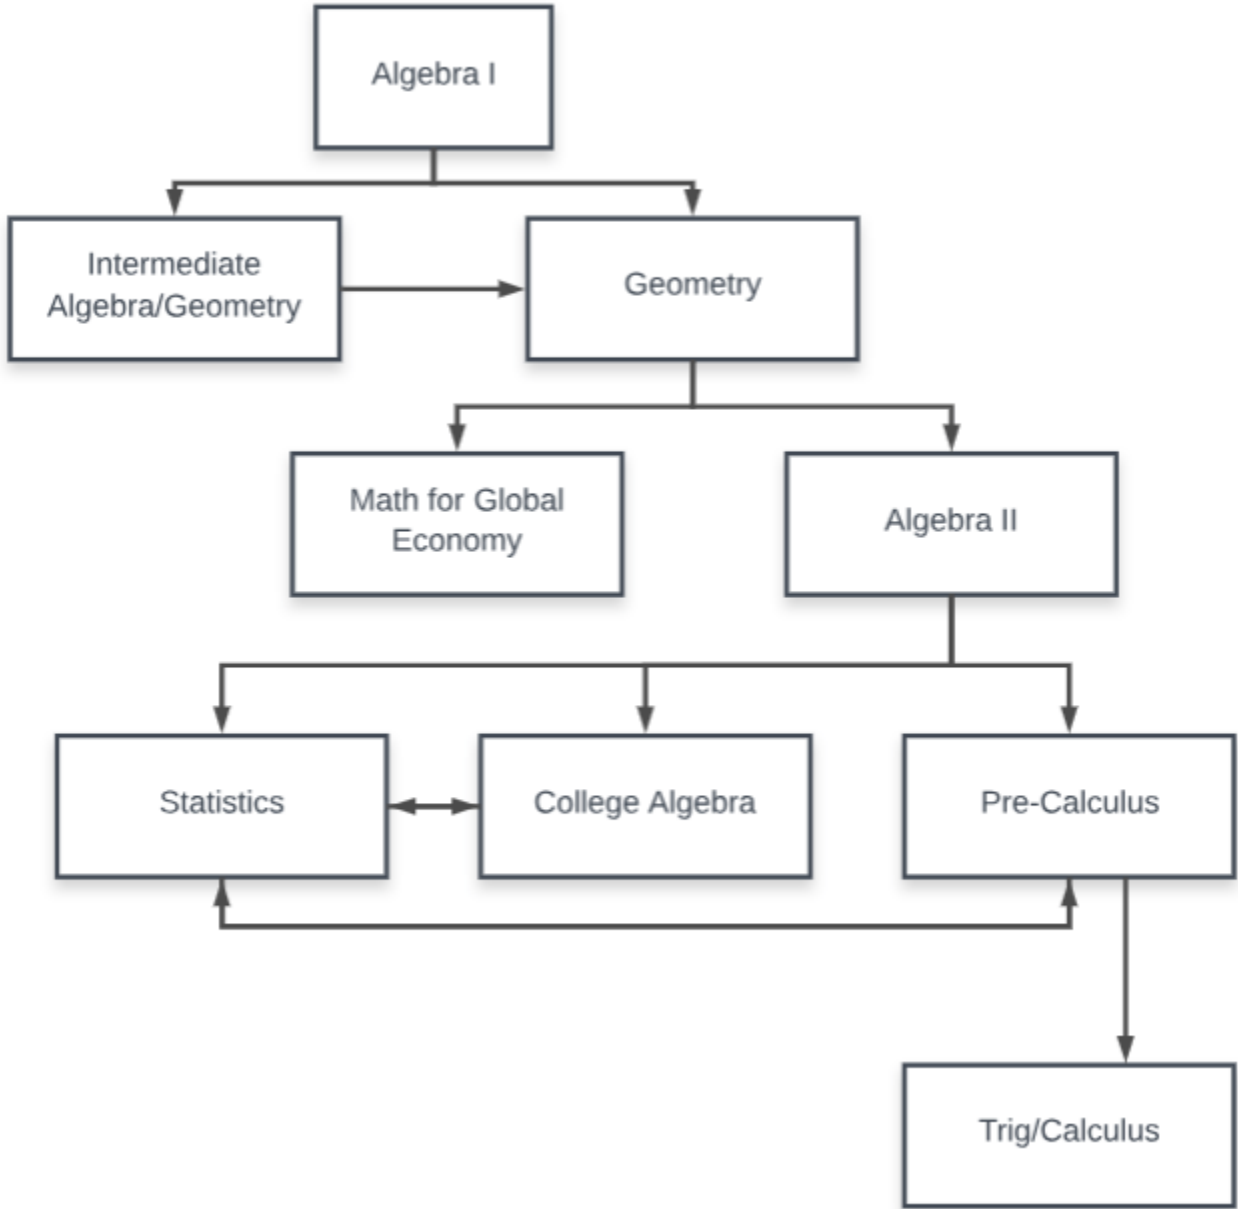 Algebra I
Intermediate
Algebra/Geometry
Geometry
Math for Global
Economy
Algebra II
Statistics
College Algebra
Pre-Calculus
Trig/Calculus